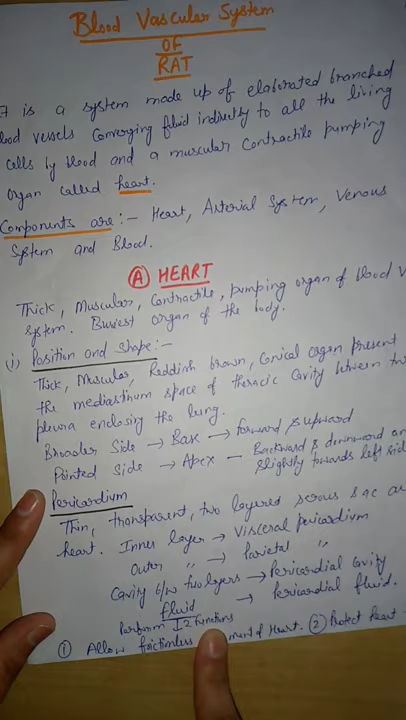 Blood Vascular System
OF
RAT
It is a system made up of elaborated branched
blood vessels converging fluid indirectly to all the living
cells by blood and a muscular contractile pumping
organ called heart.
Components are :- Heart, Arterial System, Venous
System and Blood.
(A) HEART
Thick, Muscular, Contractile, pumping organ of blood V
system. Busiest organ of the body.
(i) Position and Shape :-
Thick, Muscular, Reddish brown, Conical organ present
the mediastinum space of thoracic cavity between two
pleura enclosing the lung.
Broader Side → Base → forward & upward
Pointed Side → Apex — Backward & downward an
slightly towards left sid
Pericardium
Thin, transparent, two layered serous sac ar
heart. Inner layer → Visceral pericardium
Outer " → Parietal "
Cavity b/w two layers → Pericardial cavity
fluid → Pericardial fluid.
Perform 2 functions
① Allow frictionless ment of Heart. ② Protect heart